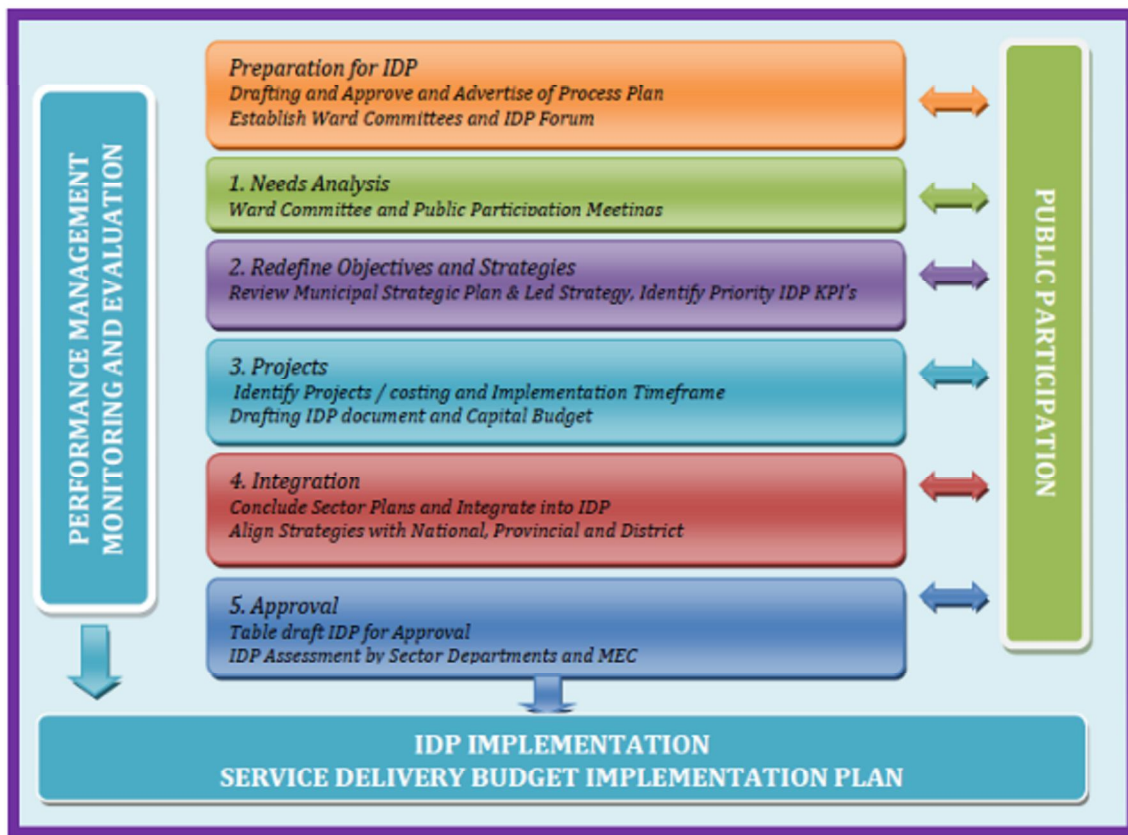 PERFORMANCE MANAGEMENT
MONITORING AND EVALUATION
Preparation for IDP
Drafting and Approve and Advertise of Process Plan
Establish Ward Committees and IDP Forum
1. Needs Analysis
Ward Committee and Public Participation Meetings
2. Redefine Objectives and Strategies
Review Municipal Strategic Plan & Led Strategy, Identify Priority IDP KPI's
3. Projects
Identify Projects / costing and Implementation Timeframe
Drafting IDP document and Capital Budget
4. Integration
Conclude Sector Plans and Integrate into IDP
Align Strategies with National, Provincial and District
5. Approval
Table draft IDP for Approval
IDP Assessment by Sector Departments and MEC
PUBLIC PARTICIPATION
IDP IMPLEMENTATION
SERVICE DELIVERY BUDGET IMPLEMENTATION PLAN